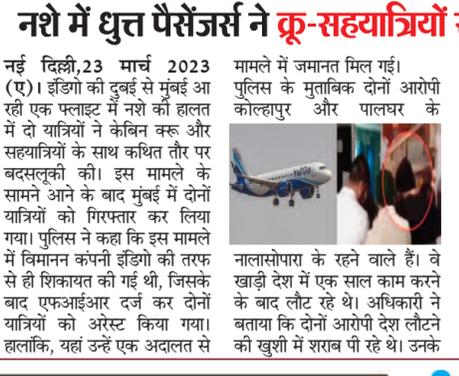 नशे में धुत्त पैसेंजर्स ने क्रू-सहयात्रियों
नई दिल्ली,23 मार्च 2023
(ए)। इंडिगो की दुबई से मुंबई आ
रही एक फ्लाइट में नशे की हालत
में दो यात्रियों ने केबिन क्रू और
सहयात्रियों के साथ कथित तौर पर
बदसलूकी की। इस मामले के
सामने आने के बाद मुंबई में दोनों
यात्रियों को गिरफ्तार कर लिया
गया। पुलिस ने कहा कि इस मामले
में विमानन कंपनी इंडिगो की तरफ
से ही शिकायत की गई थी, जिसके
बाद एफआईआर दर्ज कर दोनों
यात्रियों को अरेस्ट किया गया।
हालांकि, यहां उन्हें एक अदालत से
मामले में जमानत मिल गई।
पुलिस के मुताबिक दोनों आरोपी
कोल्हापुर और पालघर के
IndiGo
नालासोपारा के रहने वाले हैं। वे
खाड़ी देश में एक साल काम करने
के बाद लौट रहे थे। अधिकारी ने
बताया कि दोनों आरोपी देश लौटने
की खुशी में शराब पी रहे थे। उनके